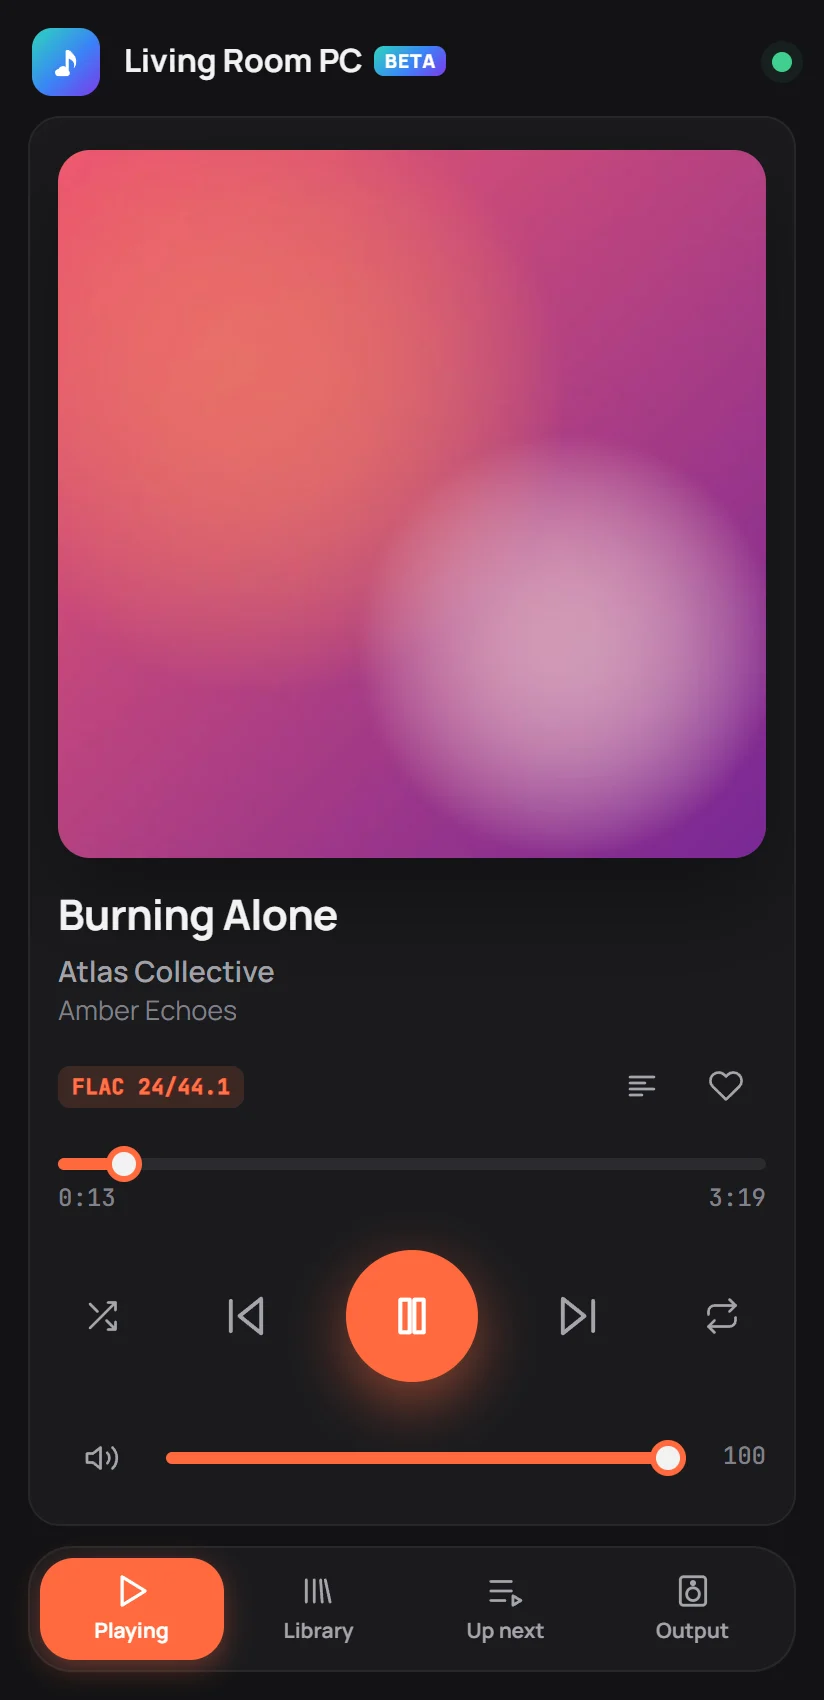 Living Room PC BETA
Burning Alone
Atlas Collective
Amber Echoes
FLAC 24/44.1
0:13 3:19
100
Playing Library Up next Output